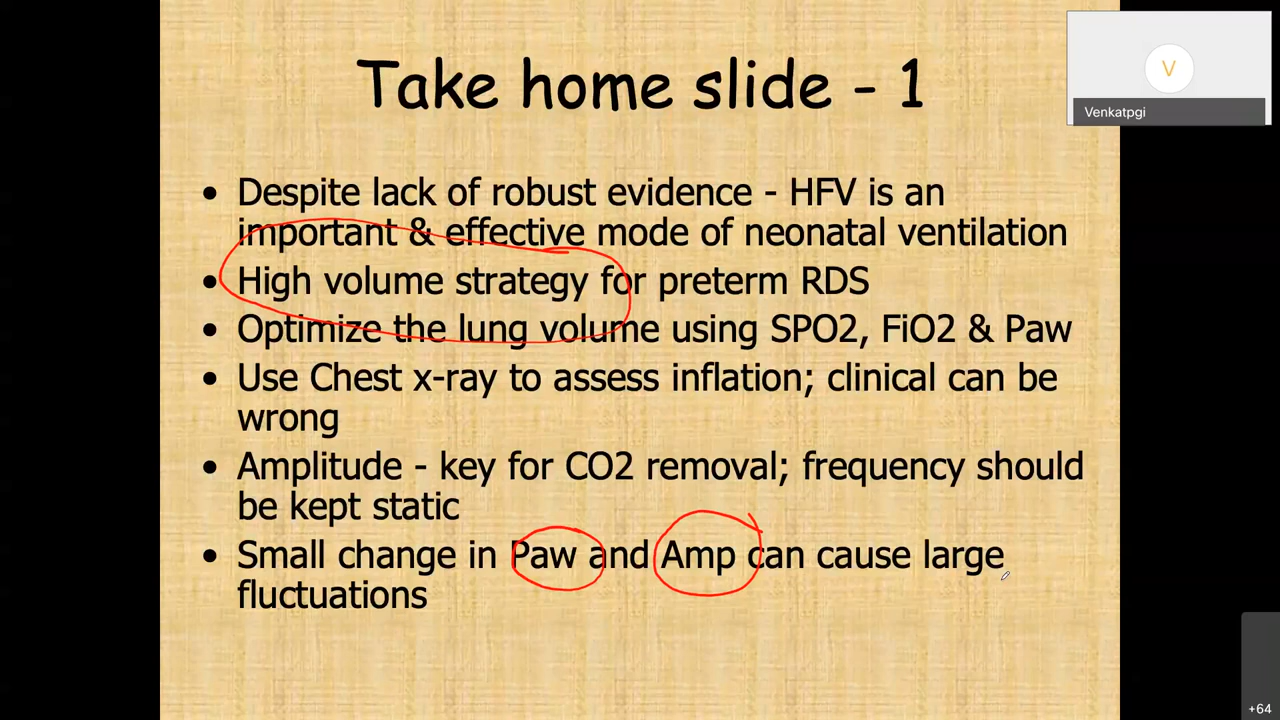 Take home slide - 1
V
Venkatpgi
• Despite lack of robust evidence - HFV is an
important & effective mode of neonatal ventilation
• High volume strategy for preterm RDS
• Optimize the lung volume using SPO2, FiO2 & Paw
• Use Chest x-ray to assess inflation; clinical can be
wrong
• Amplitude - key for CO2 removal; frequency should
be kept static
• Small change in Paw and Amp can cause large
fluctuations
+64